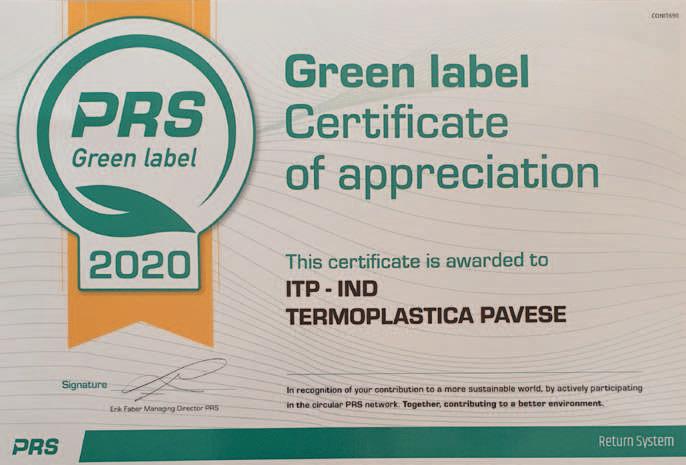 CONIT690
PRS
Green label
2020
Green label
Certificate
of appreciation
This certificate is awarded to
ITP - IND
TERMOPLASTICA PAVESE
Signature
Erik Faber Managing Director PRS
In recognition of your contribution to a more sustainable world, by actively participating
in the circular PRS network. Together, contributing to a better environment.
PRS
Return System